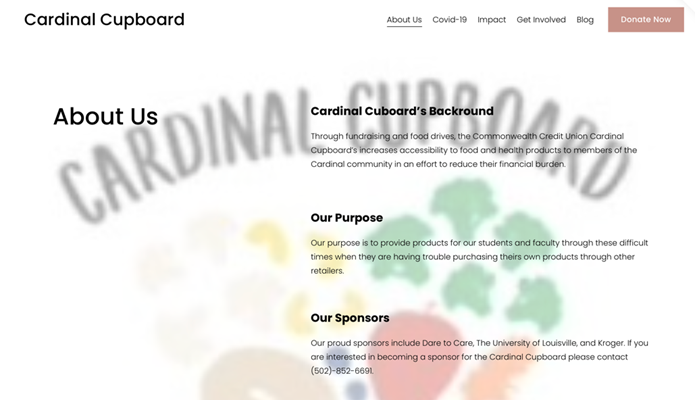 Cardinal Cupboard
About Us Covid-19 Impact Get Involved Blog Donate Now
CARDINAL CUPBOARD
About Us
Cardinal Cuboard's Backround
Through fundraising and food drives, the Commonwealth Credit Union Cardinal
Cupboard's increases accessibility to food and health products to members of the
Cardinal community in an effort to reduce their financial burden.
Our Purpose
Our purpose is to provide products for our students and faculty through these difficult
times when they are having trouble purchasing theirs own products through other
retailers.
Our Sponsors
Our proud sponsors include Dare to Care, The University of Louisville, and Kroger. If you
are interested in becoming a sponsor for the Cardinal Cupboard please contact
(502)-852-6691.